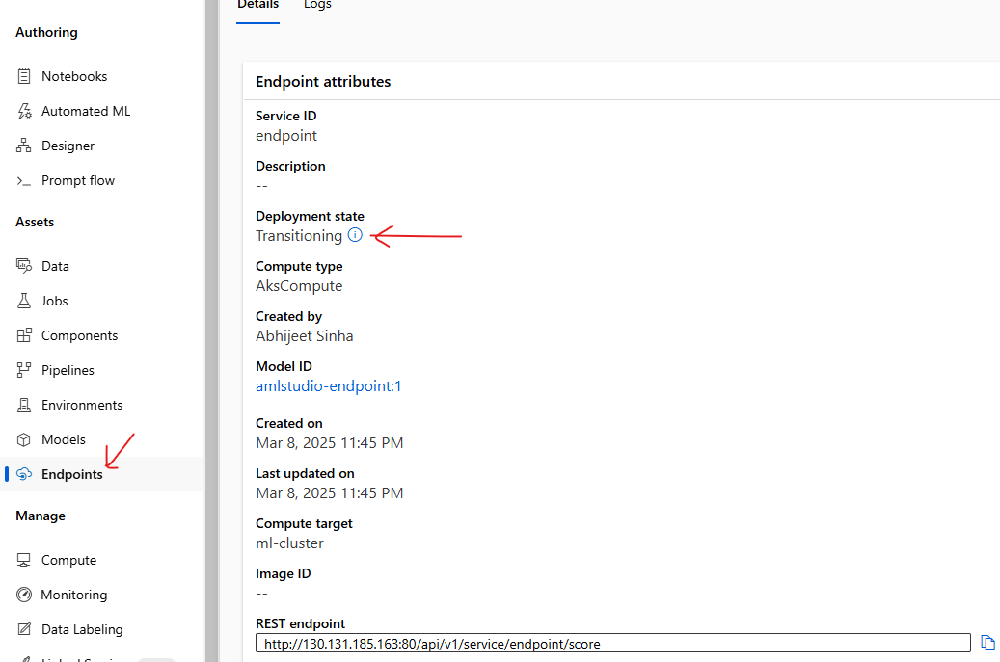 Details
Logs
Authoring
Notebooks
Automated ML
Designer
Prompt flow
Assets
Data
Jobs
Components
Pipelines
Environments
Models
Endpoints
Manage
Compute
Monitoring
Data Labeling
Endpoint attributes
Service ID
endpoint
Description
--
Deployment state
Transitioning
Compute type
AksCompute
Created by
Abhijeet Sinha
Model ID
amlstudio-endpoint:1
Created on
Mar 8, 2025 11:45 PM
Last updated on
Mar 8, 2025 11:45 PM
Compute target
ml-cluster
Image ID
--
REST endpoint
http://130.131.185.163:80/api/v1/service/endpoint/score